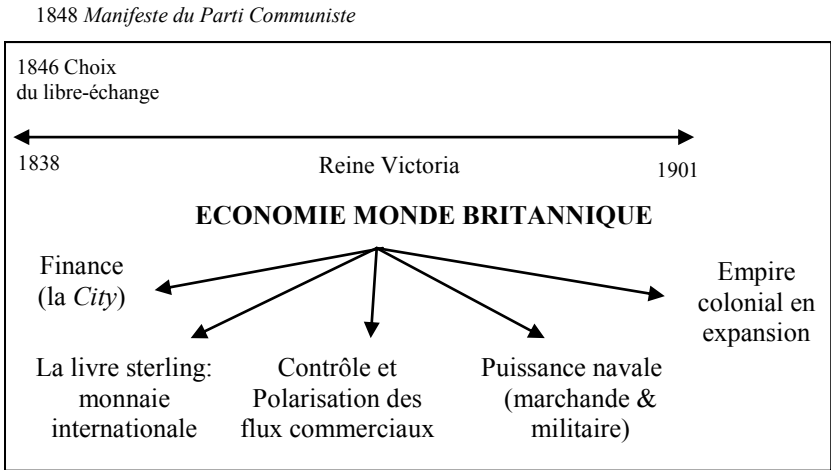 1848 Manifeste du Parti Communiste
1846 Choix
du libre-échange
1838
Reine Victoria
1901
ECONOMIE MONDE BRITANNIQUE
Finance
(la City)
Empire
colonial en
expansion
La livre sterling:
monnaie
internationale
Contrôle et
Polarisation des
flux commerciaux
Puissance navale
(marchande &
militaire)